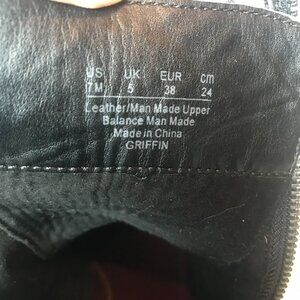 US UK EUR cm
7M 5 38 24
Leather/Man Made Upper
Balance Man Made
Made in China
GRIFFIN